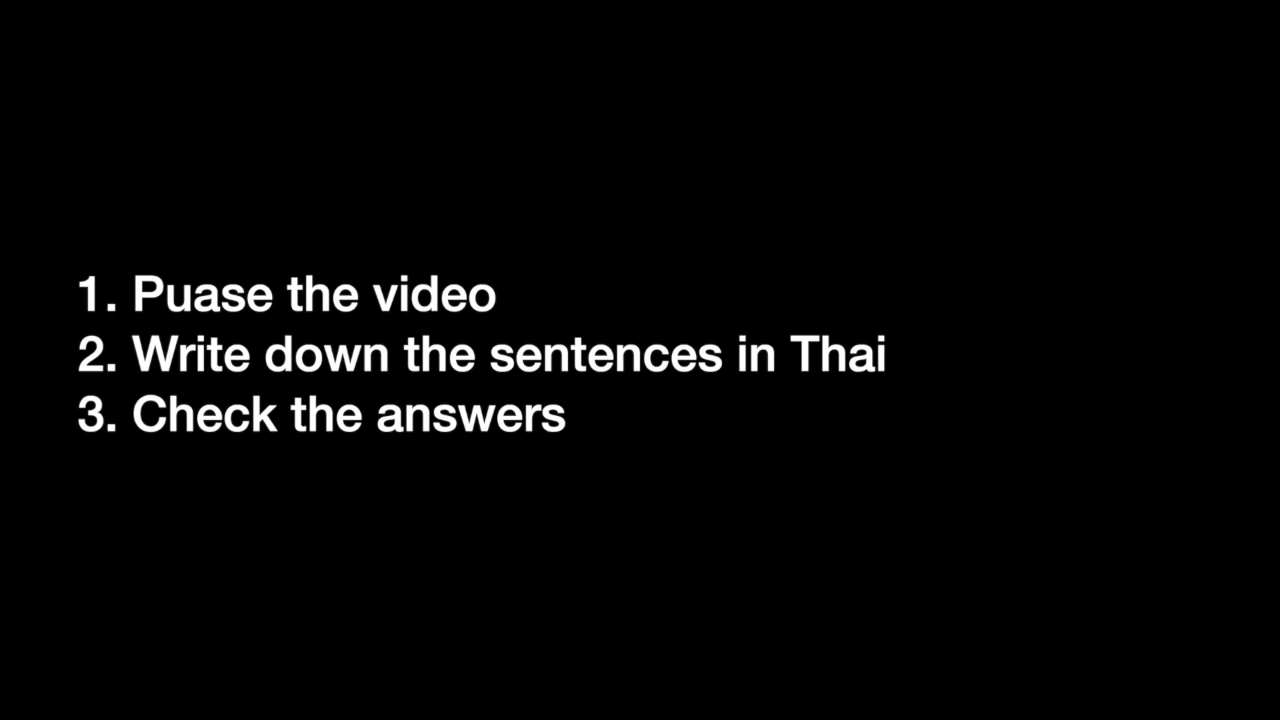 1. Puase the video
2. Write down the sentences in Thai
3. Check the answers